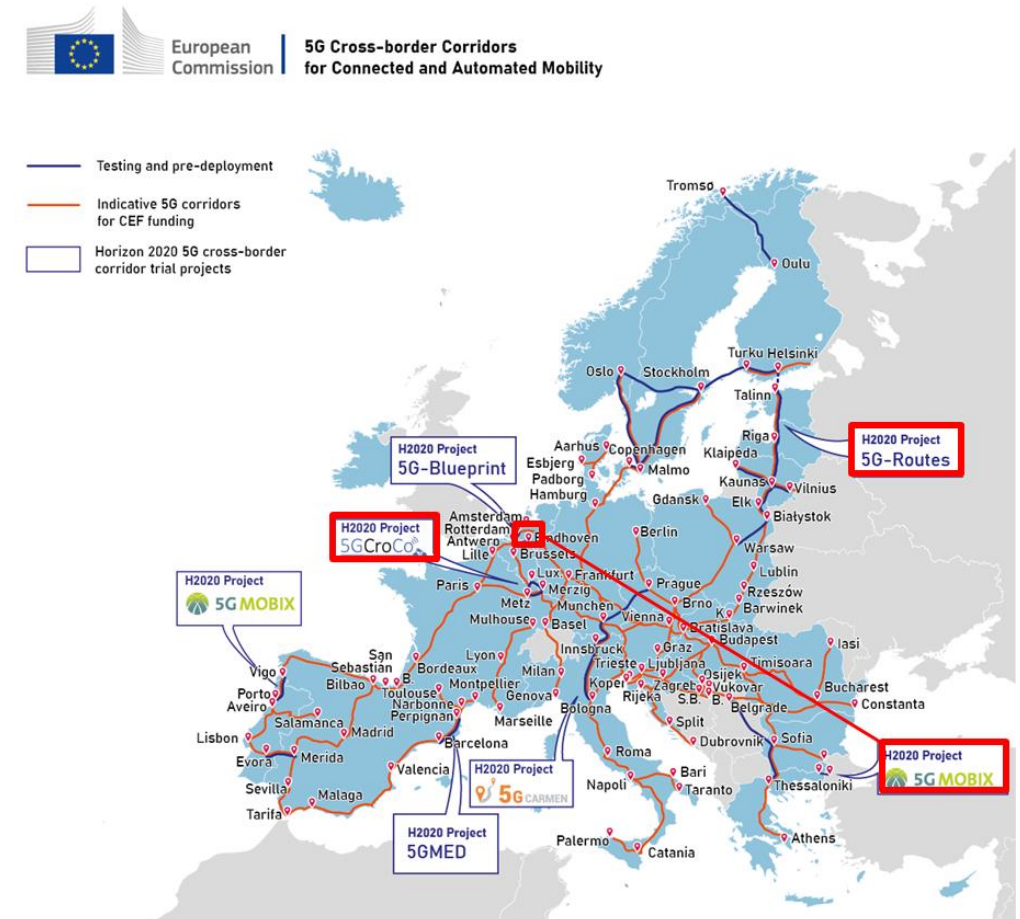 European
Commission
5G Cross-border Corridors
for Connected and Automated Mobility
Testing and pre-deployment
Indicative 5G corridors
for CEF funding
Horizon 2020 5G cross-border
corridor trial projects
Tromsø
Oulu
Turku Helsinki
Oslo
Stockholm
Talinn
Riga
H2020 Project
5G-Routes
H2020 Project
5G-Blueprint
Aarhus
Copenhagen
Esbjerg
Malmo
Padborg
Hamburg
Klaipėda
Kaunas
Vilnius
Gdansk
Elk
Białystok
Amsterdam
Rotterdam
Eindhoven
Antwerp
Berlin
Warsaw
H2020 Project
5GCroCo
Lille
Brussels
Lublin
Lux.
Frankfurt
Prague
Rzeszów
Paris
Merzig
Brno
Barwinek
Metz
Munchen
Vienna
K
H2020 Project
5G MOBIX
Mulhouse
Basel
Bratislava
Budapest
Innsbruck
Graz
Iasi
San
Sebastian
Lyon
Milan
Trieste
Ljubljana
Timisoara
Vigo
Bilbao
B.
Bordeaux
Koper
Zagreb
Osijek
Vukovar
Porto
Toulouse
Montpellier
Genova
Rijeka
S.B.
B.
Bucharest
Aveiro
Narbonne
Bologna
Belgrade
Constanta
Salamanca
Perpignan
Marseille
Split
Lisbon
Madrid
Barcelona
Dubrovnik
Sofia
Evora
Merida
Roma
H2020 Project
5G MOBIX
Valencia
H2020 Project
5G CARMEN
Bari
Sevilla
Malaga
Napoli
Taranto
Thessaloniki
Tarifa
H2020 Project
5GMED
Palermo
Catania
Athens